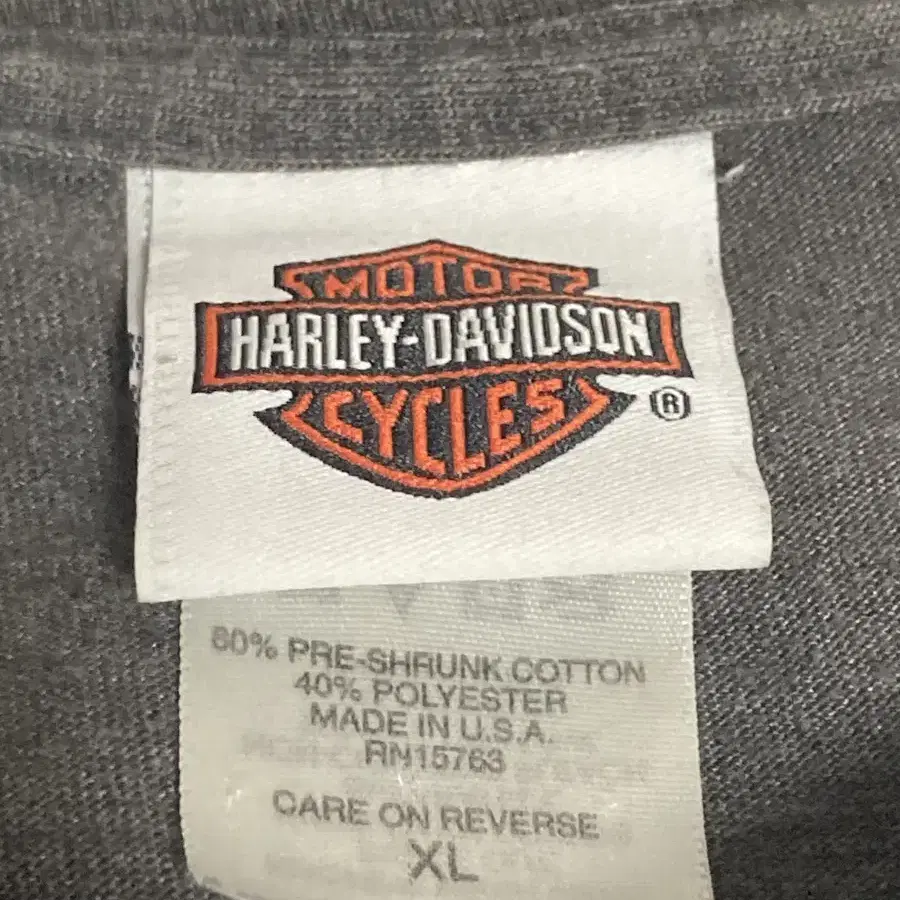 MOTOR
HARLEY-DAVIDSON
CYCLES
®
60% PRE-SHRUNK COTTON
40% POLYESTER
MADE IN U.S.A.
RN15763
CARE ON REVERSE
XL